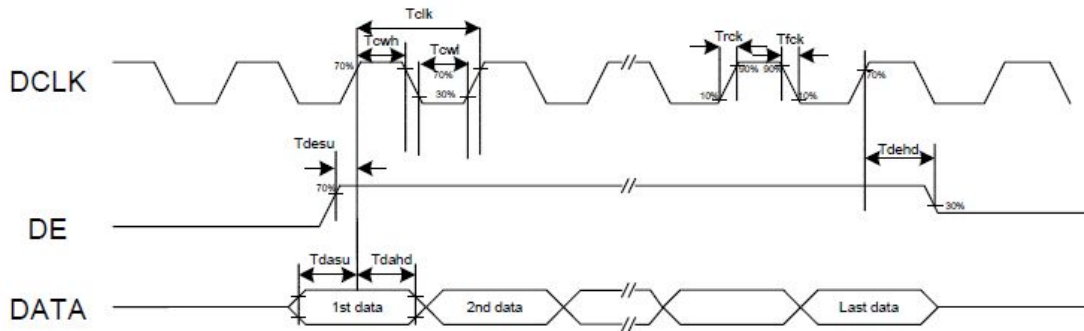 Tclk
Tcwh Tcwl Trck Tfck
DCLK 70% 70% 30% 10% 90% 90% 10% 70%
Tdesu Tdehd
DE 70% 30%
Tdasu Tdahd
DATA 1st data 2nd data Last data